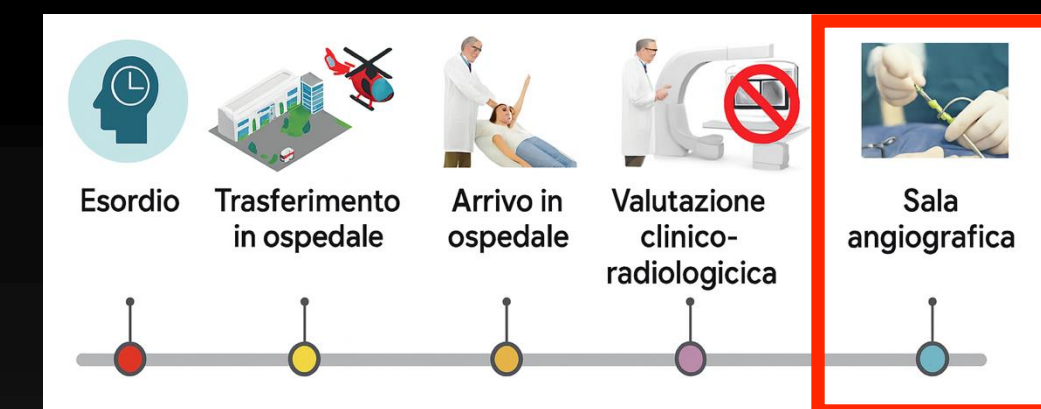 Esordio
Trasferimento
in ospedale
Arrivo in
ospedale
Valutazione
clinico-
radiologicica
Sala
angiografica